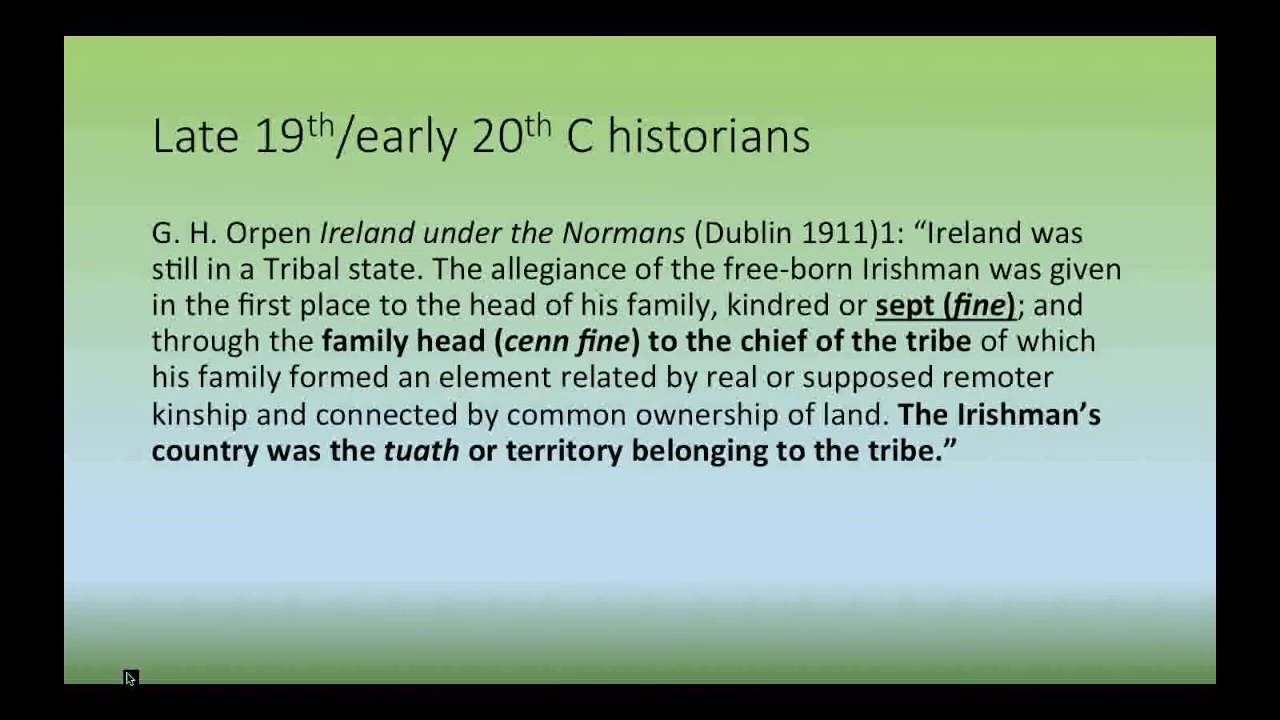 Late 19th/early 20th C historians
G. H. Orpen Ireland under the Normans (Dublin 1911)1: “Ireland was
still in a Tribal state. The allegiance of the free-born Irishman was given
in the first place to the head of his family, kindred or sept (fine); and
through the family head (cenn fine) to the chief of the tribe of which
his family formed an element related by real or supposed remoter
kinship and connected by common ownership of land. The Irishman’s
country was the tuath or territory belonging to the tribe.”